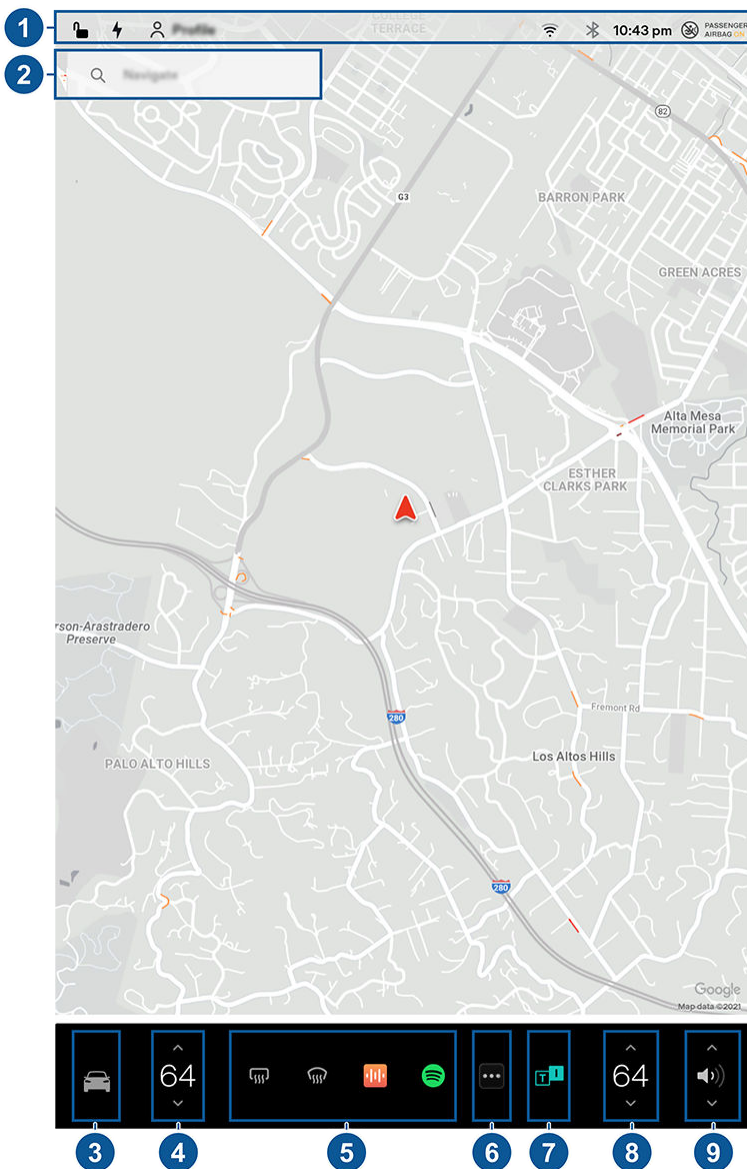 1
COLLEGE
TERRACE
Profile
10:43 pm
PASSENGER
AIRBAG ON
2
Navigate
82
G3
BARRON PARK
GREEN ACRES
Alta Mesa
Memorial Park
ESTHER
CLARKS PARK
rson-Arastradero
Preserve
280
Fremont Rd
Los Altos Hills
PALO ALTO HILLS
280
Google
Map data ©2021
64
T I
64
3
4
5
6
7
8
9